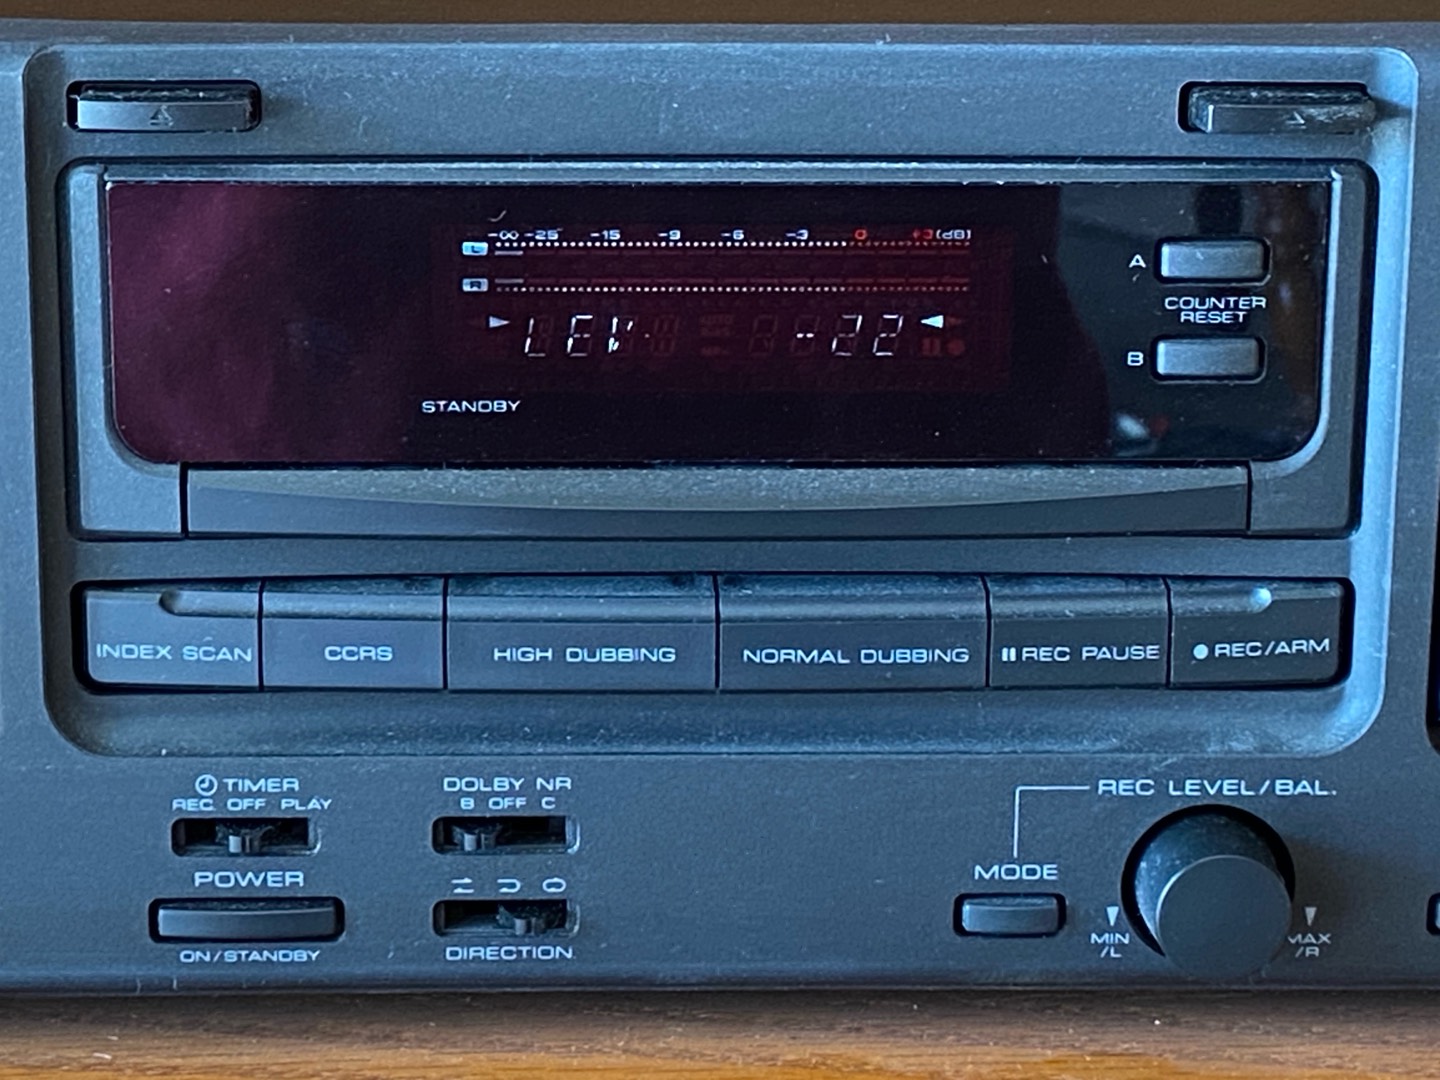 -∞ -25 -15 -9 -6 -3 0 +3(dB)
L
R
LEV. -22
STANDBY
A
COUNTER
RESET
B
INDEX SCAN CCRS HIGH DUBBING NORMAL DUBBING REC PAUSE REC/ARM
TIMER
REC OFF PLAY
POWER
ON/STANDBY
DOLBY NR
B OFF C
DIRECTION
REC LEVEL/BAL.
MODE
MIN
/L
MAX
/R